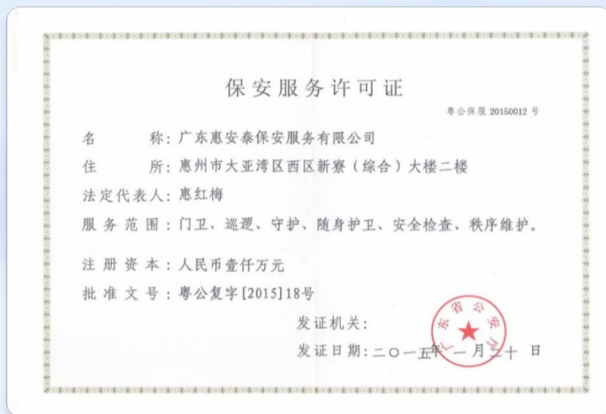 保安服务许可证
粤公保服 20150012 号
名 称：广东惠安泰保安服务有限公司
住 所：惠州市大亚湾区西区新寮（综合）大楼二楼
法定代表人：惠红梅
服务范围：门卫、巡逻、守护、随身护卫、安全检查、秩序维护。
注册资本：人民币壹仟万元
批准文号：粤公复字[2015]18号
发证机关：
广东省公安厅
发证日期：二〇一五年一月二十日